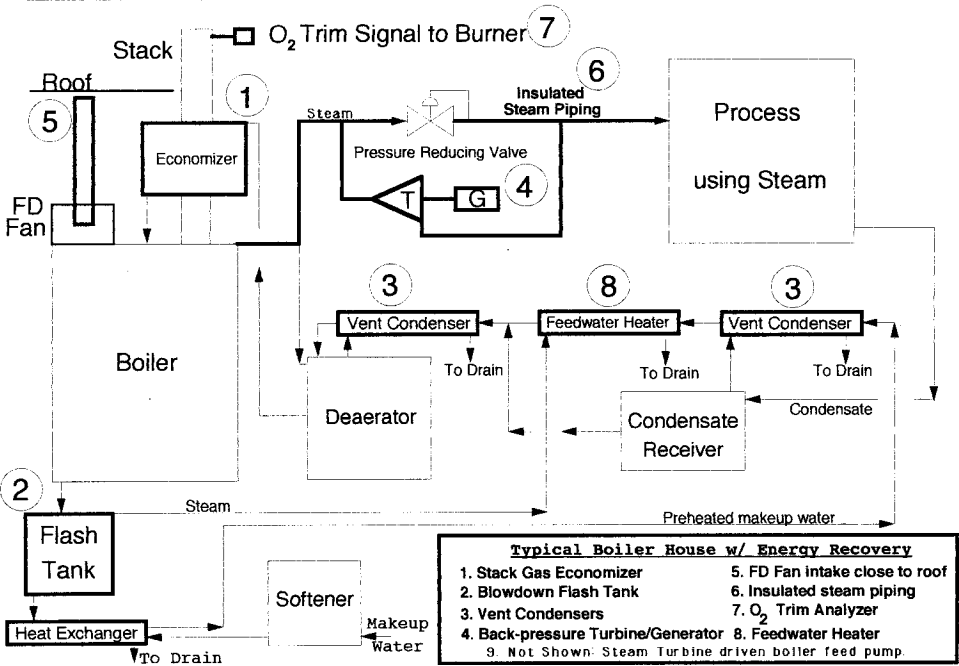 O2 Trim Signal to Burner 7
Stack
Roof
5
1
6
Insulated
Steam Piping
Steam
Process
using Steam
Economizer
Pressure Reducing Valve
T
G
4
FD
Fan
3
8
3
Vent Condenser
Feedwater Heater
Vent Condenser
Boiler
To Drain
To Drain
To Drain
Deaerator
Condensate
Receiver
Condensate
2
Steam
Preheated makeup water
Flash
Tank
Softener
Makeup
Water
Heat Exchanger
To Drain
Typical Boiler House w/ Energy Recovery
1. Stack Gas Economizer
2. Blowdown Flash Tank
3. Vent Condensers
4. Back-pressure Turbine/Generator
5. FD Fan intake close to roof
6. Insulated steam piping
7. O2 Trim Analyzer
8. Feedwater Heater
9. Not Shown: Steam Turbine driven boiler feed pump.